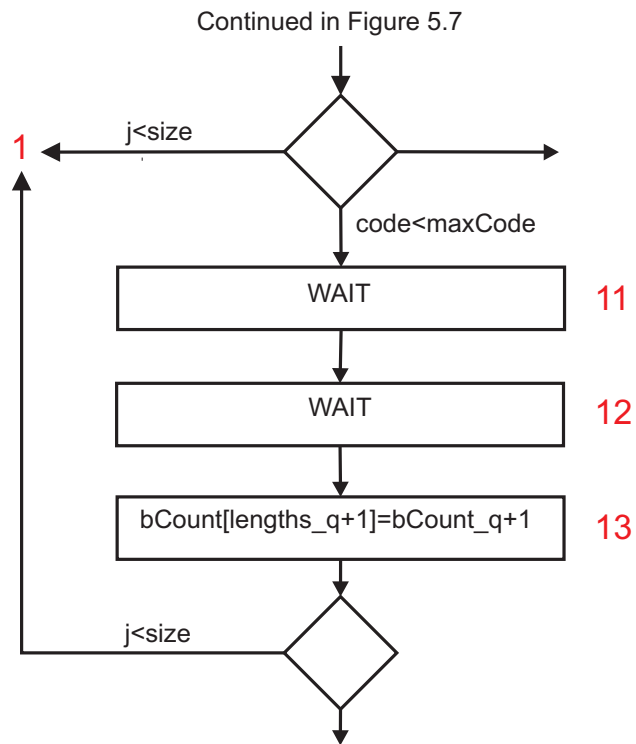 Continued in Figure 5.7
j<size
1
code<maxCode
WAIT
11
WAIT
12
bCount[lengths_q+1]=bCount_q+1
13
j<size